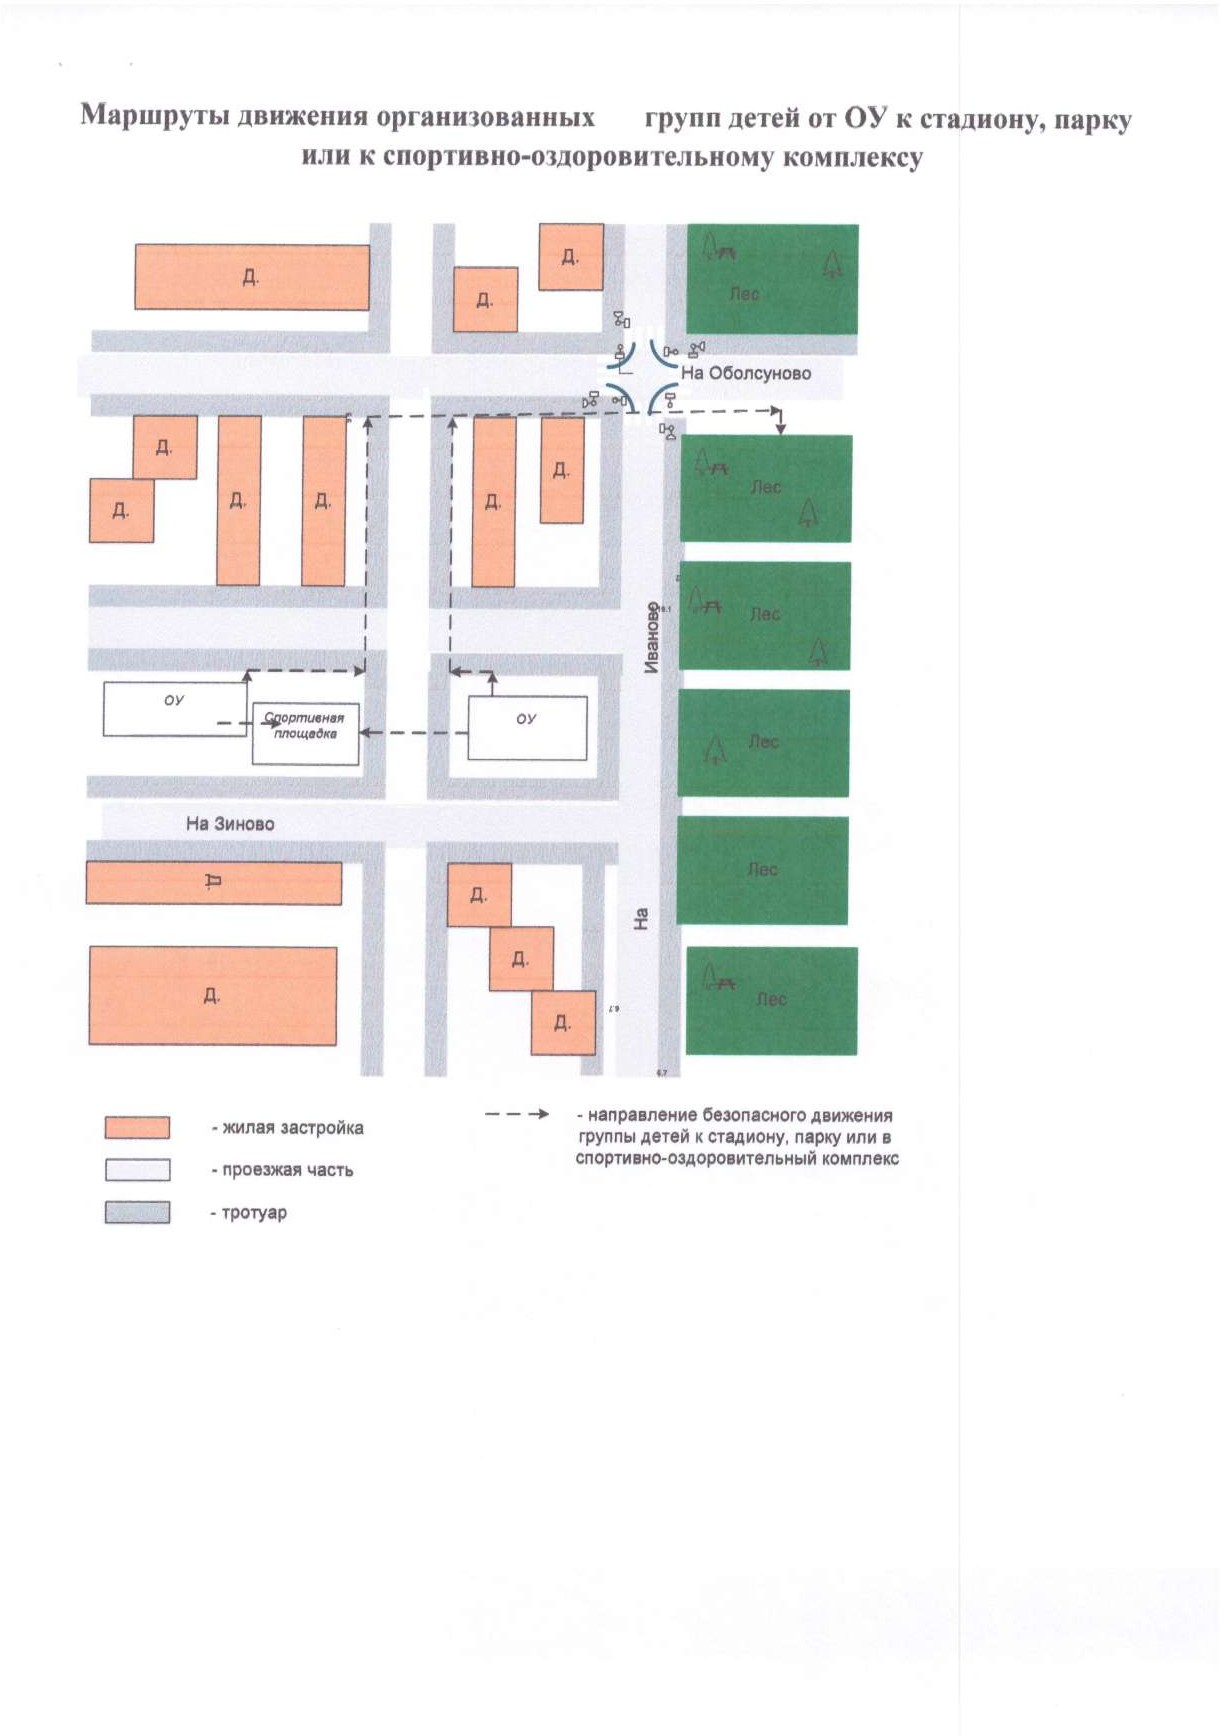 Маршруты движения организованных групп детей от ОУ к стадиону, парку
или к спортивно-оздоровительному комплексу
Д.
Д.
Д.
Лес
На Оболсуново
Д.
Д.
Д.
Д.
Д.
Д.
Лес
Лес
Иваново
ОУ
Спортивная
площадка
ОУ
Лес
На Зиново
Д.
Д.
Лес
На
Д.
Д.
Д.
Лес
6.7
- жилая застройка
- проезжая часть
- тротуар
- направление безопасного движения
группы детей к стадиону, парку или в
спортивно-оздоровительный комплекс